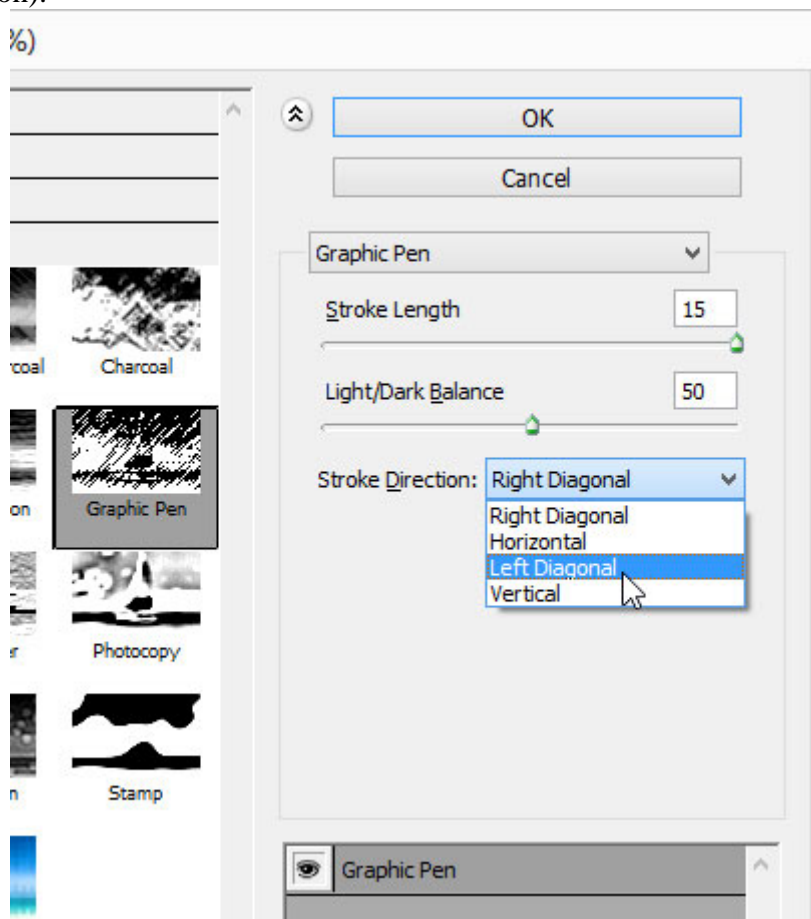 on).
%)
OK
Cancel
Graphic Pen
Stroke Length 15
rcoal Charcoal
Light/Dark Balance 50
Stroke Direction: Right Diagonal
on Graphic Pen
Right Diagonal
Horizontal
Left Diagonal
Vertical
r Photocopy
n Stamp
Graphic Pen